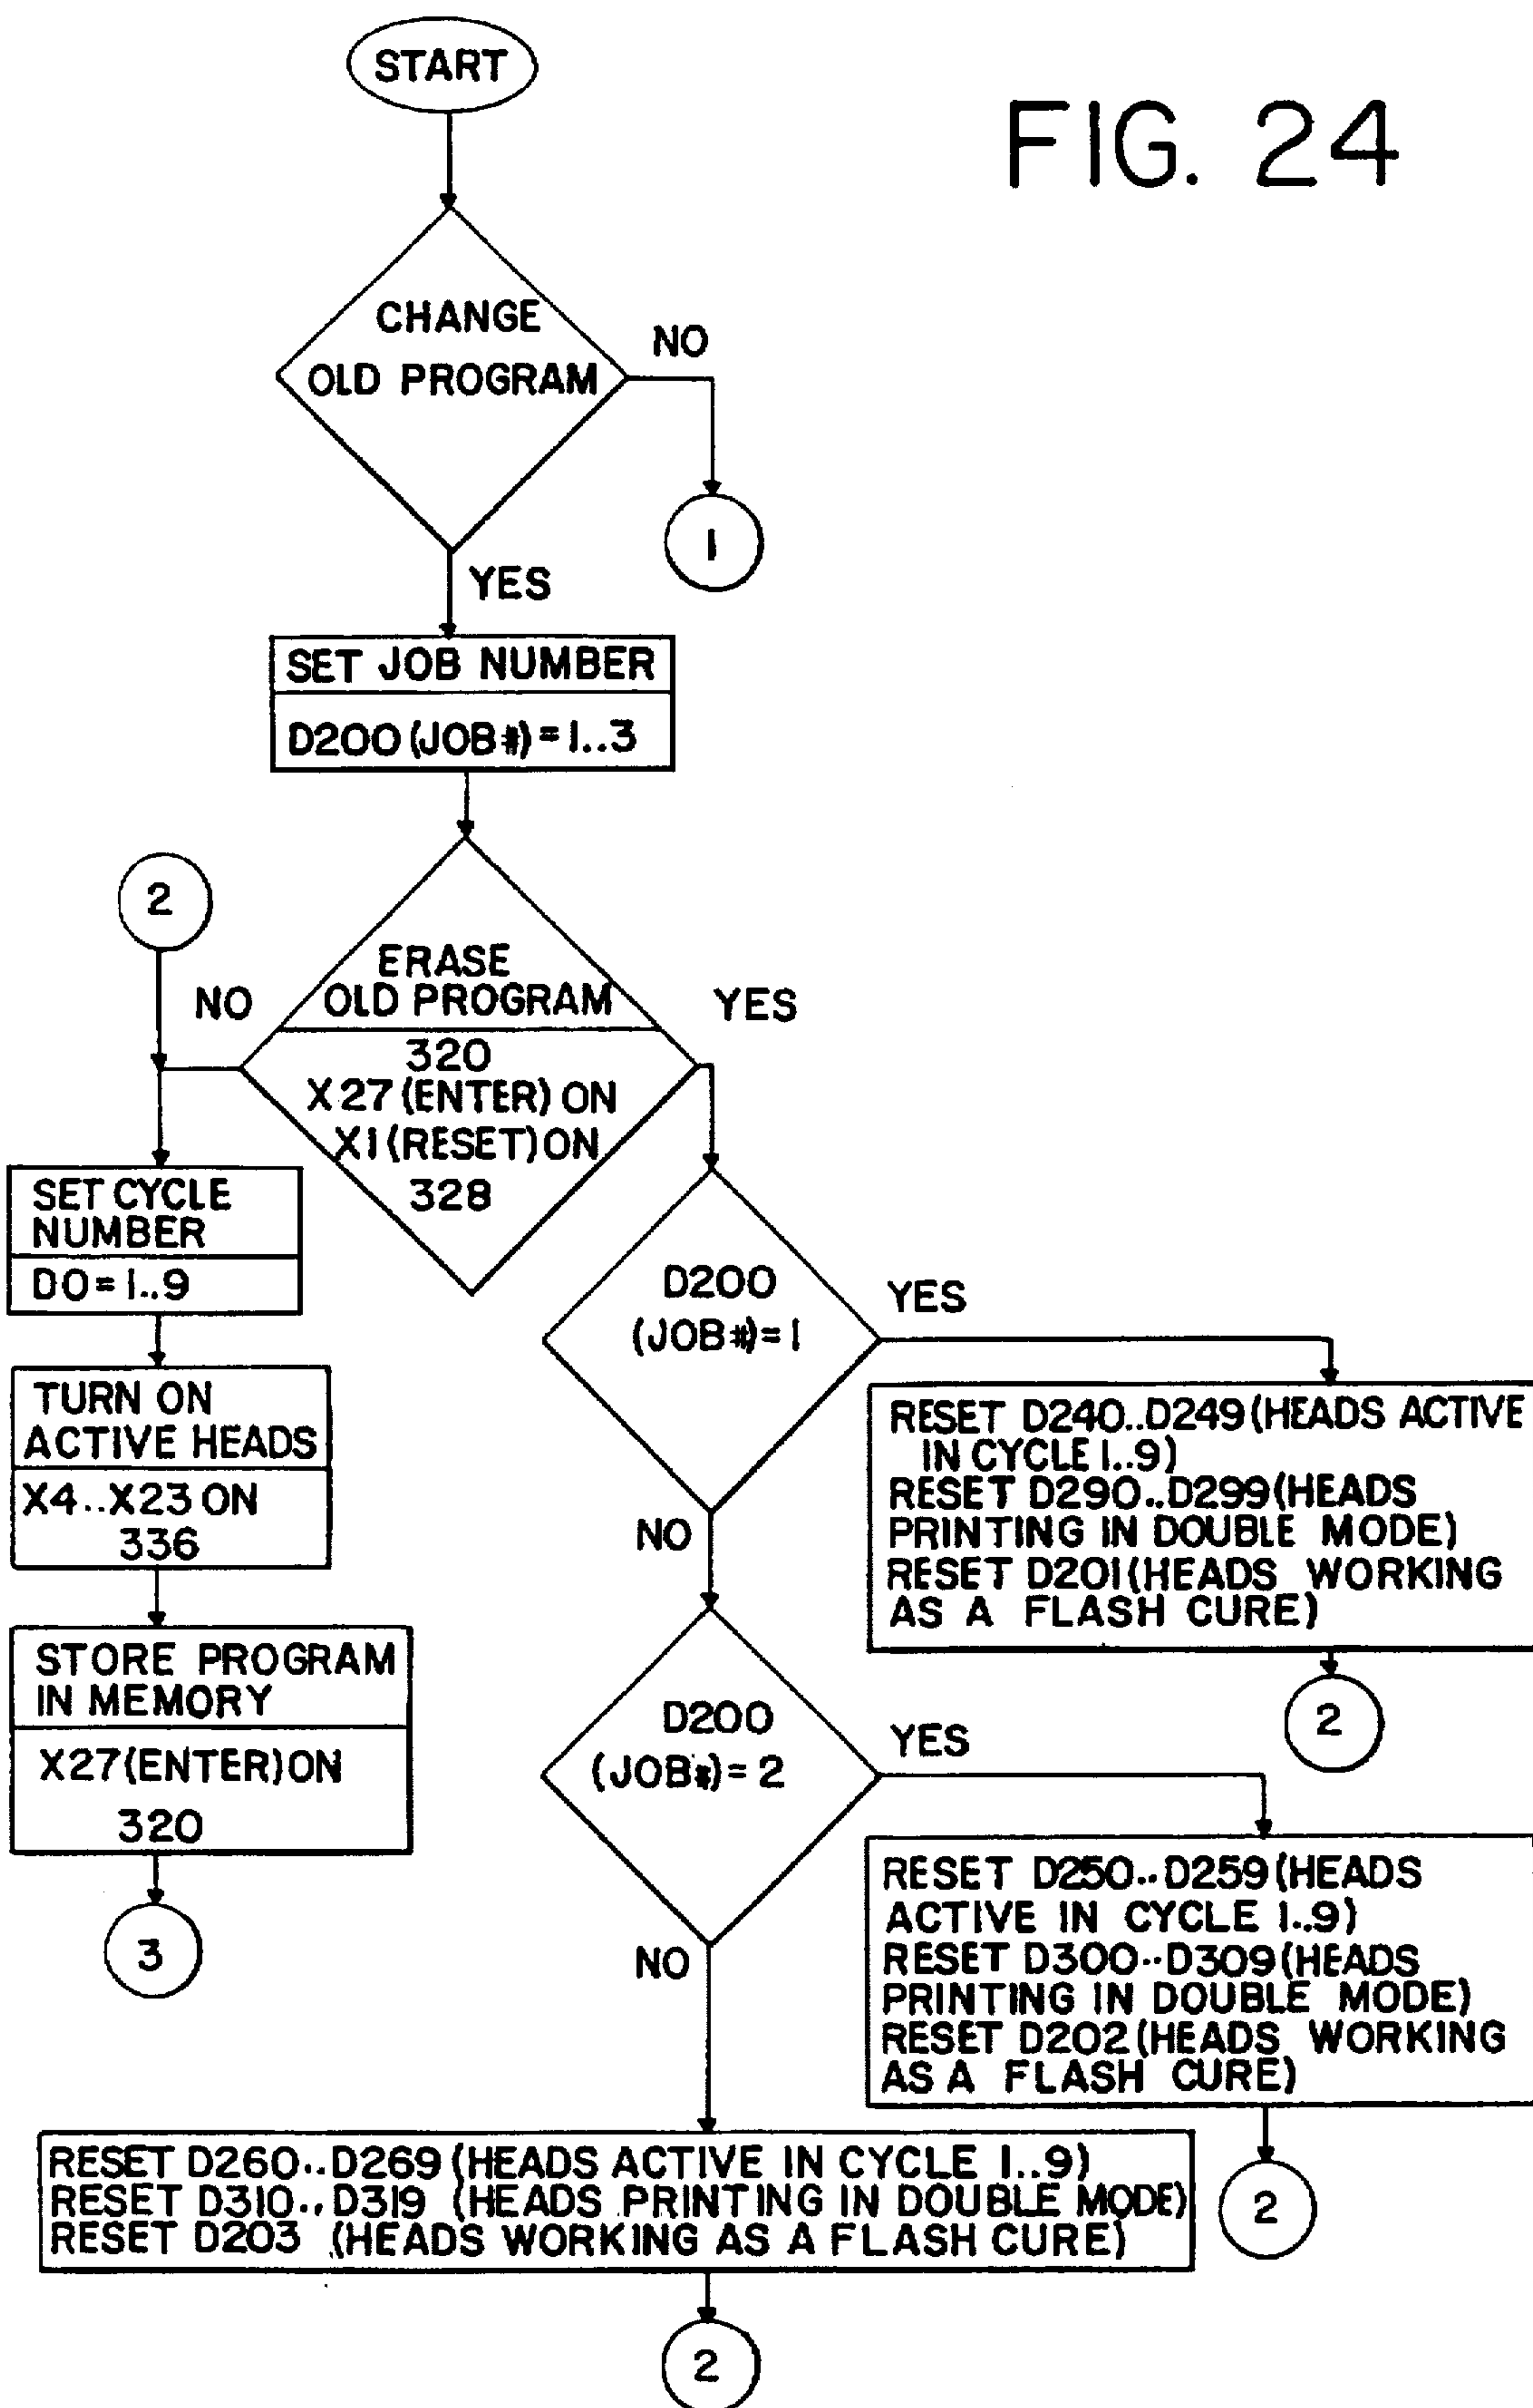 START
FIG. 24
CHANGE
OLD PROGRAM
NO
1
YES
SET JOB NUMBER
D200 (JOB#) = 1..3
2
NO
ERASE
OLD PROGRAM
YES
320
X27 (ENTER) ON
X1 (RESET) ON
328
SET CYCLE
NUMBER
D0 = 1..9
TURN ON
ACTIVE HEADS
X4..X23 ON
336
STORE PROGRAM
IN MEMORY
X27 (ENTER) ON
320
3
D200
(JOB#) = 1
YES
NO
RESET D240..D249 (HEADS ACTIVE
IN CYCLE 1..9)
RESET D290..D299 (HEADS
PRINTING IN DOUBLE MODE)
RESET D201 (HEADS WORKING
AS A FLASH CURE)
2
D200
(JOB#) = 2
YES
NO
RESET D250..D259 (HEADS
ACTIVE IN CYCLE 1..9)
RESET D300..D309 (HEADS
PRINTING IN DOUBLE MODE)
RESET D202 (HEADS WORKING
AS A FLASH CURE)
2
RESET D260..D269 (HEADS ACTIVE IN CYCLE 1..9)
RESET D310..D319 (HEADS PRINTING IN DOUBLE MODE)
RESET D203 (HEADS WORKING AS A FLASH CURE)
2